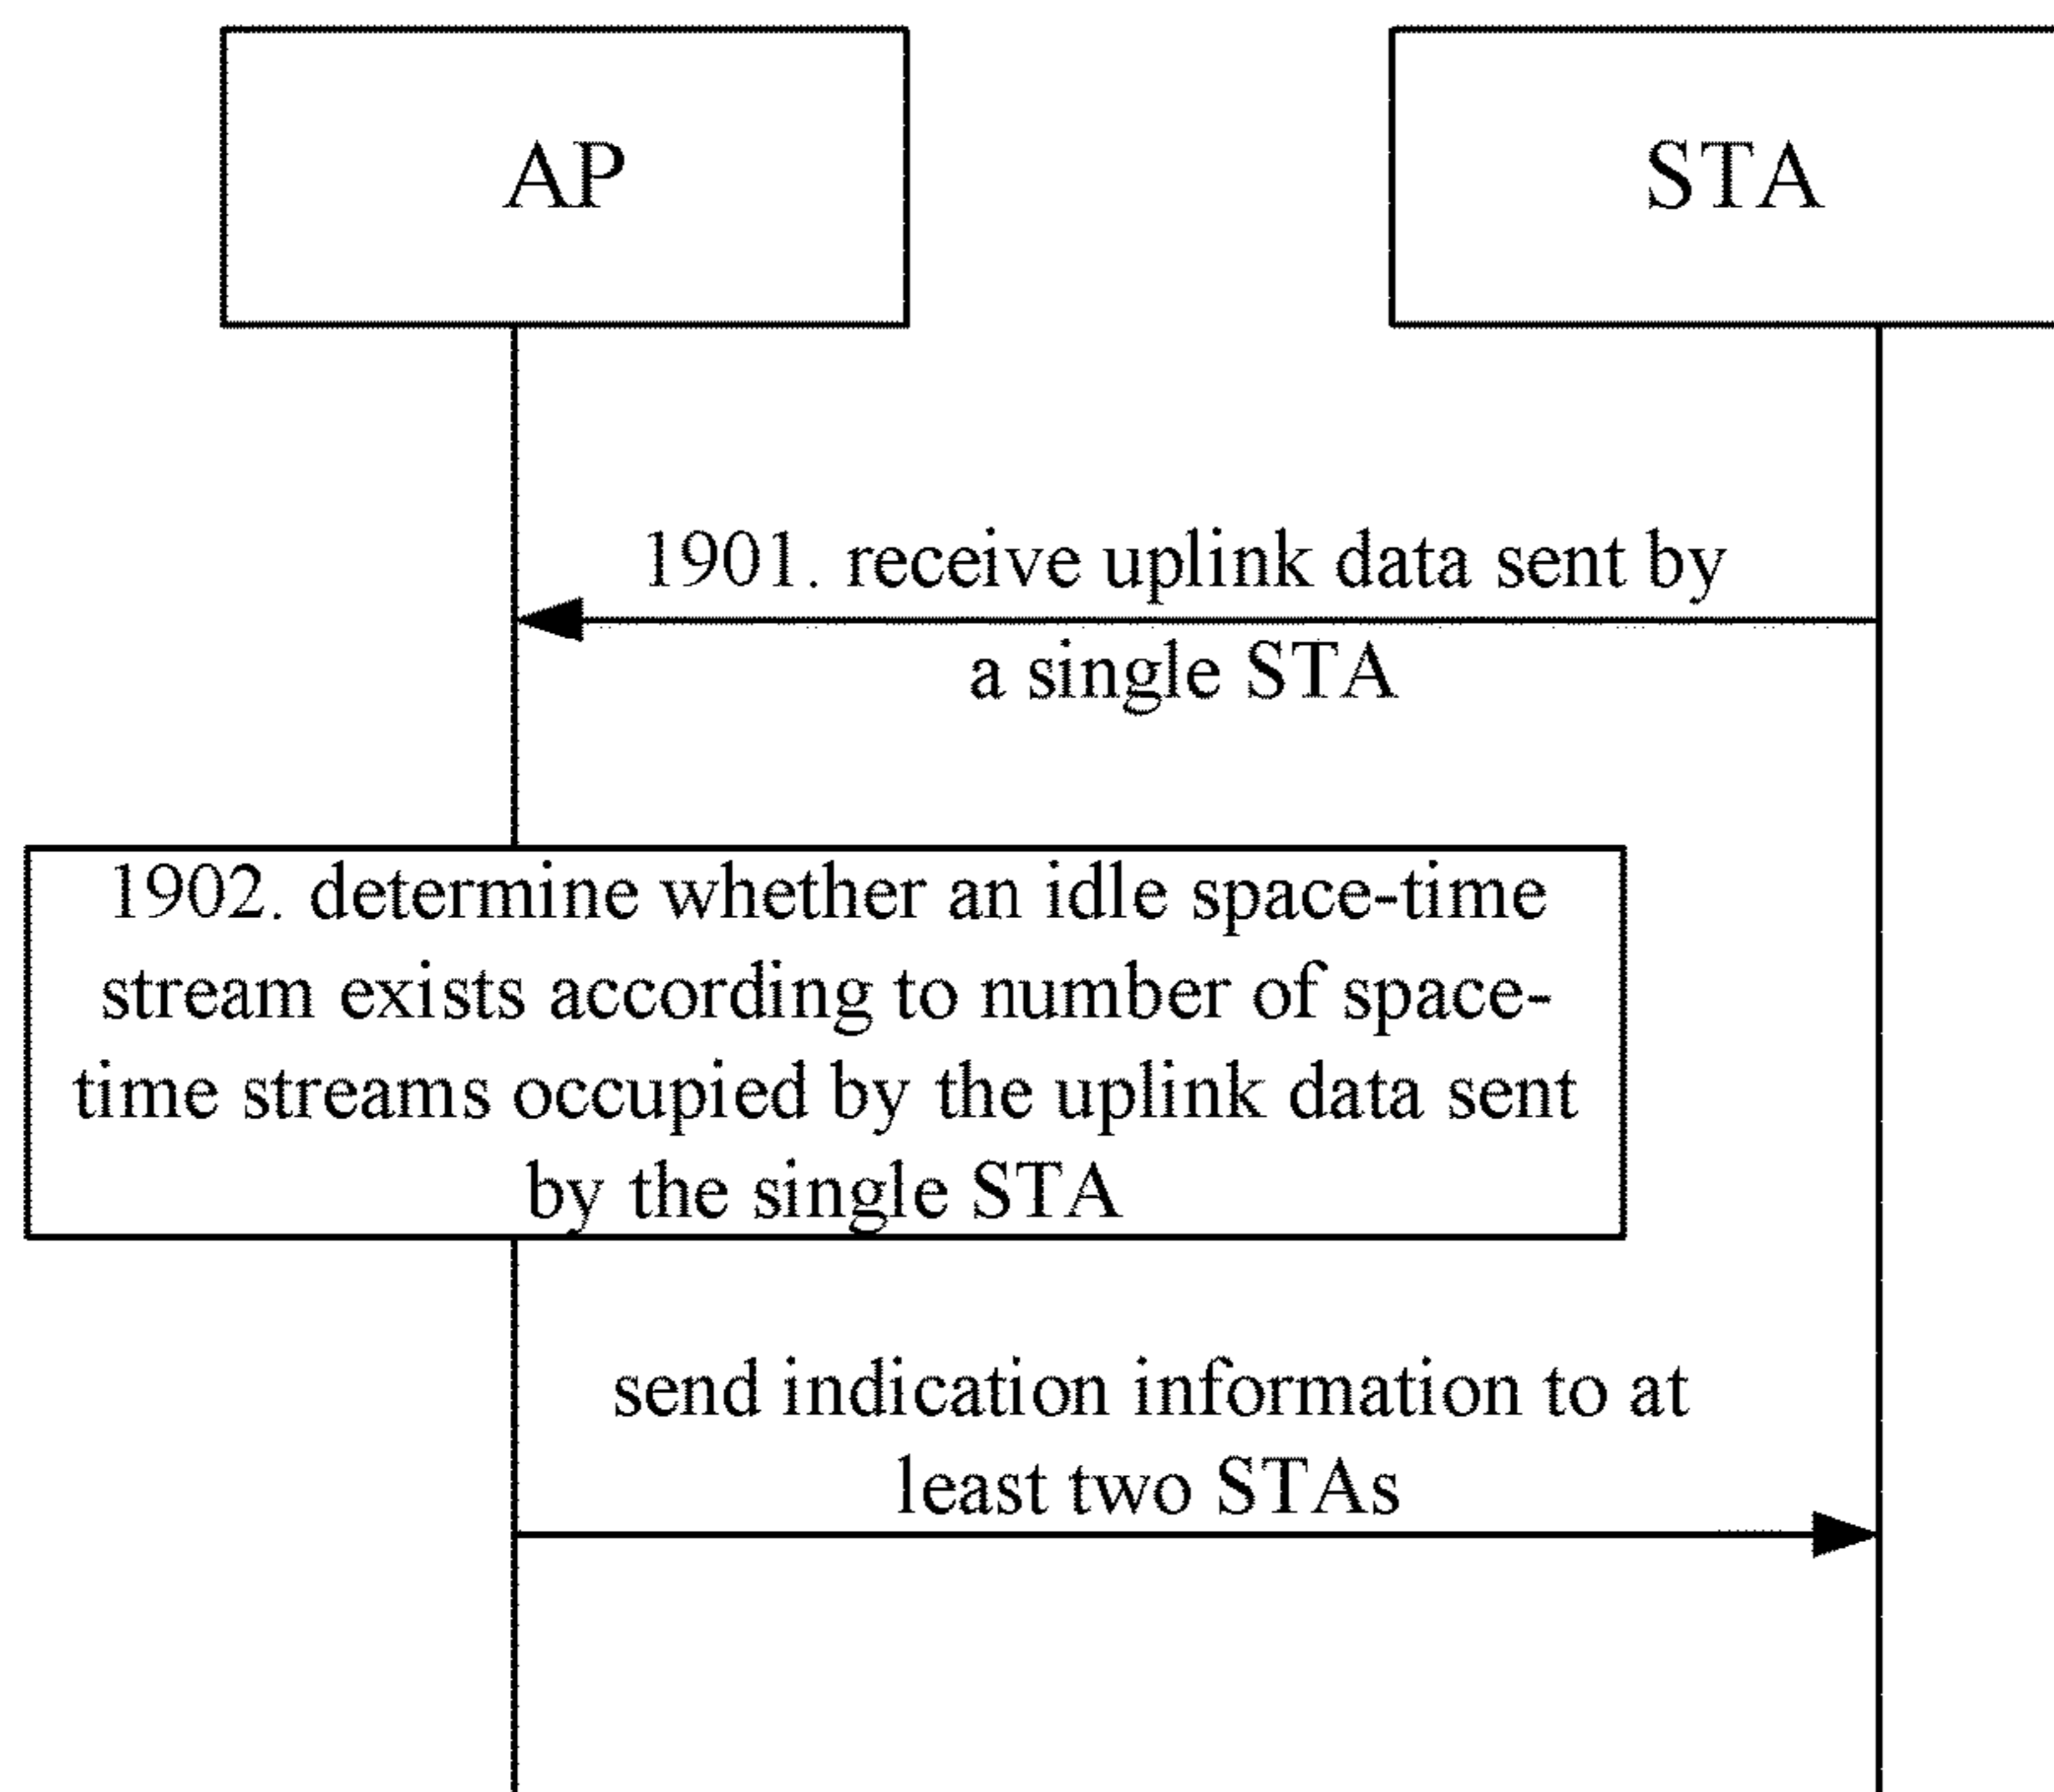 AP
STA
1901. receive uplink data sent by
a single STA
1902. determine whether an idle space-time
stream exists according to number of space-
time streams occupied by the uplink data sent
by the single STA
send indication information to at
least two STAs